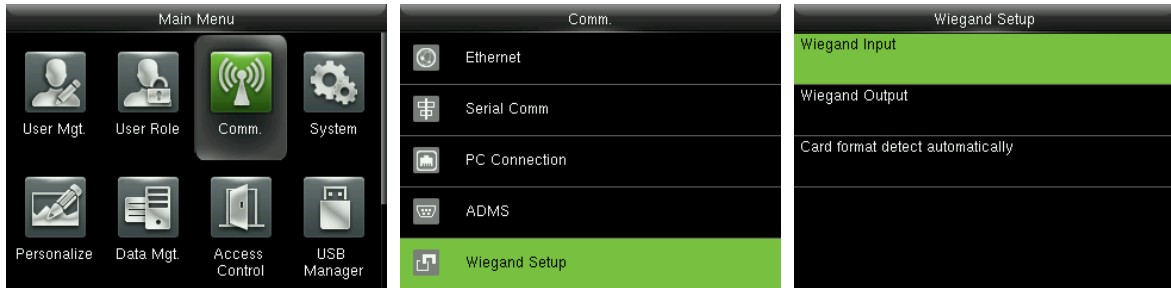 Main Menu
User Mgt.
User Role
Comm.
System
Personalize
Data Mgt.
Access
Control
USB
Manager
Comm.
Ethernet
Serial Comm
PC Connection
ADMS
Wiegand Setup
Wiegand Setup
Wiegand Input
Wiegand Output
Card format detect automatically